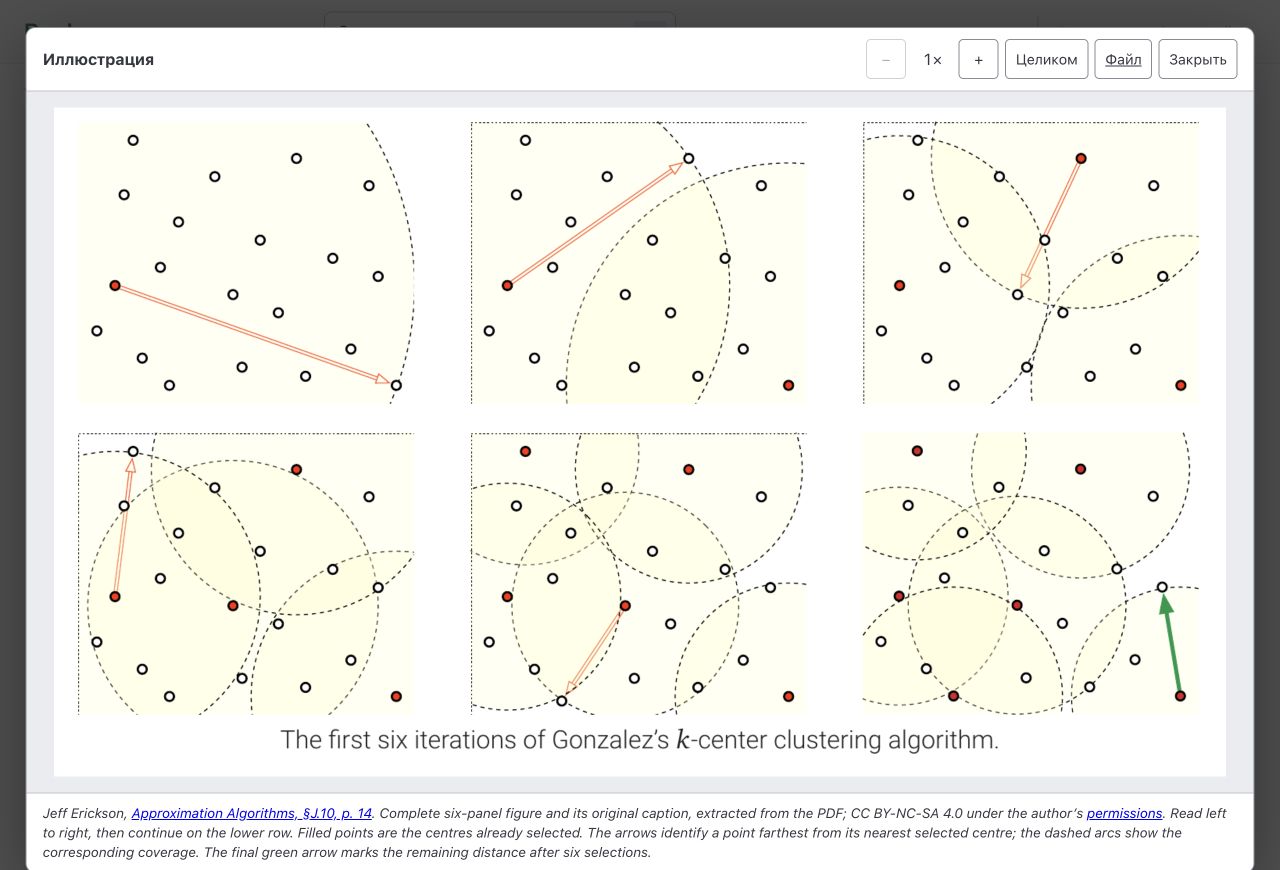 Иллюстрация
− 1× + Целиком Файл Закрыть
The first six iterations of Gonzalez’s k-center clustering algorithm.
Jeff Erickson, Approximation Algorithms, §J.10, p. 14. Complete six-panel figure and its original caption, extracted from the PDF; CC BY-NC-SA 4.0 under the author’s permissions. Read left
to right, then continue on the lower row. Filled points are the centres already selected. The arrows identify a point farthest from its nearest selected centre; the dashed arcs show the
corresponding coverage. The final green arrow marks the remaining distance after six selections.